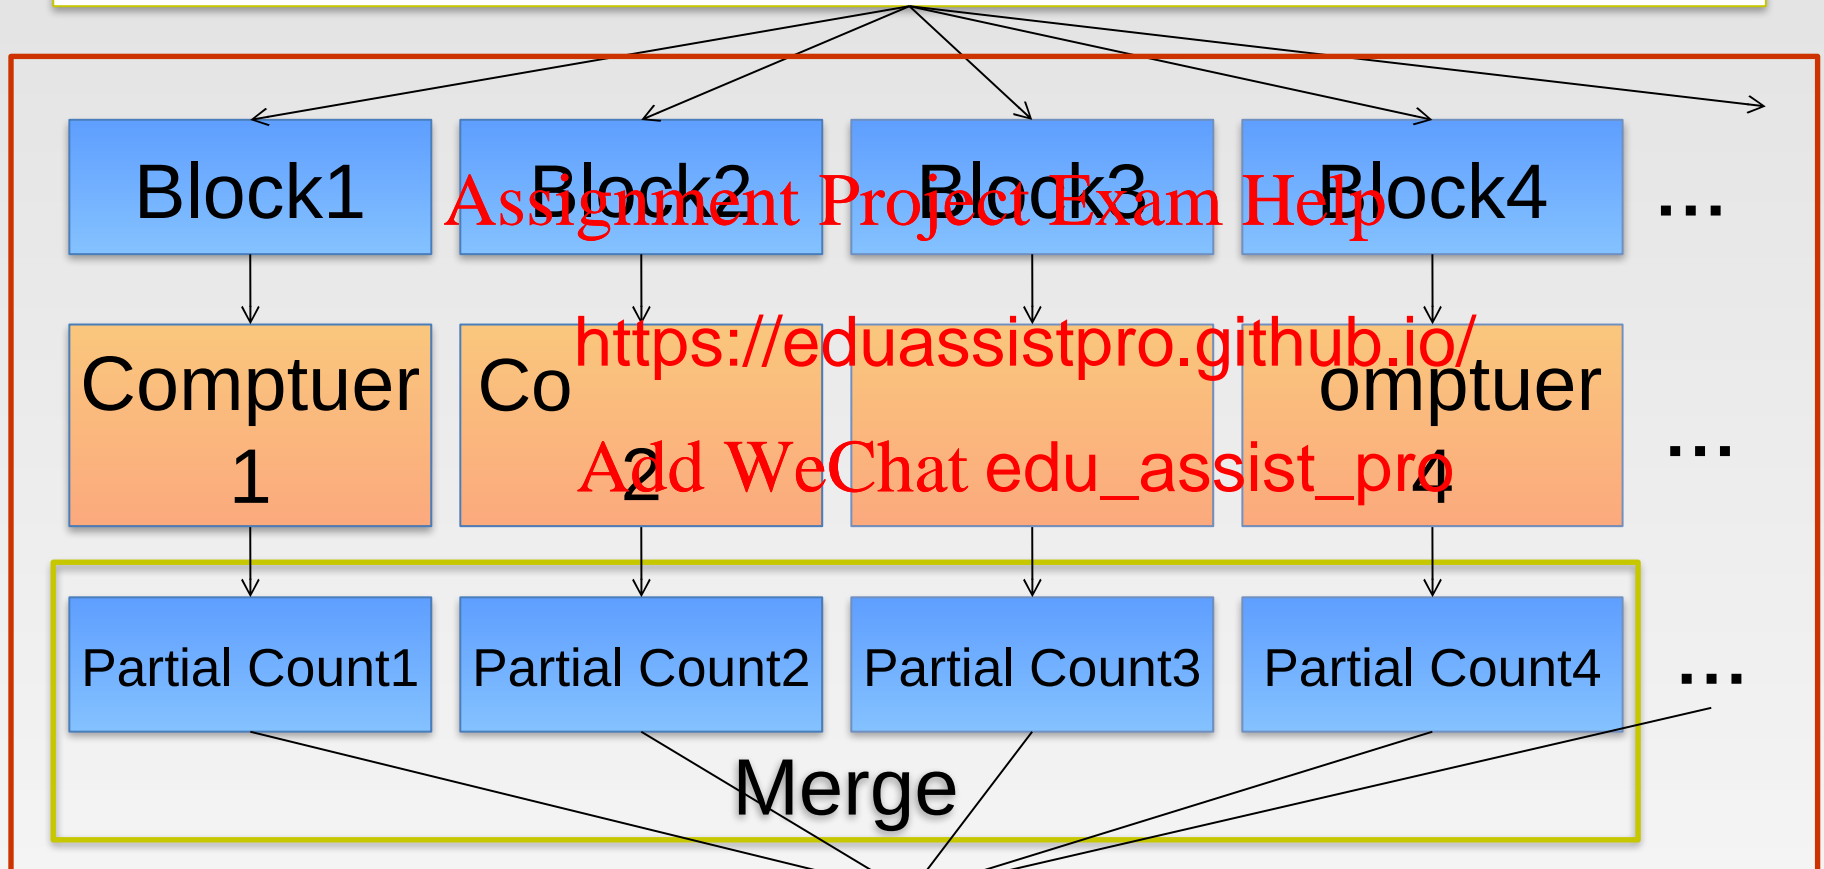 Block1 Block2 Block3 Block4 ...
Assignment Project Exam Help
https://eduassistpro.github.io/
Comptuer Co omptuer
1 2 4 ...
Add WeChat edu_assist_pro
Partial Count1 Partial Count2 Partial Count3 Partial Count4 ...
Merge